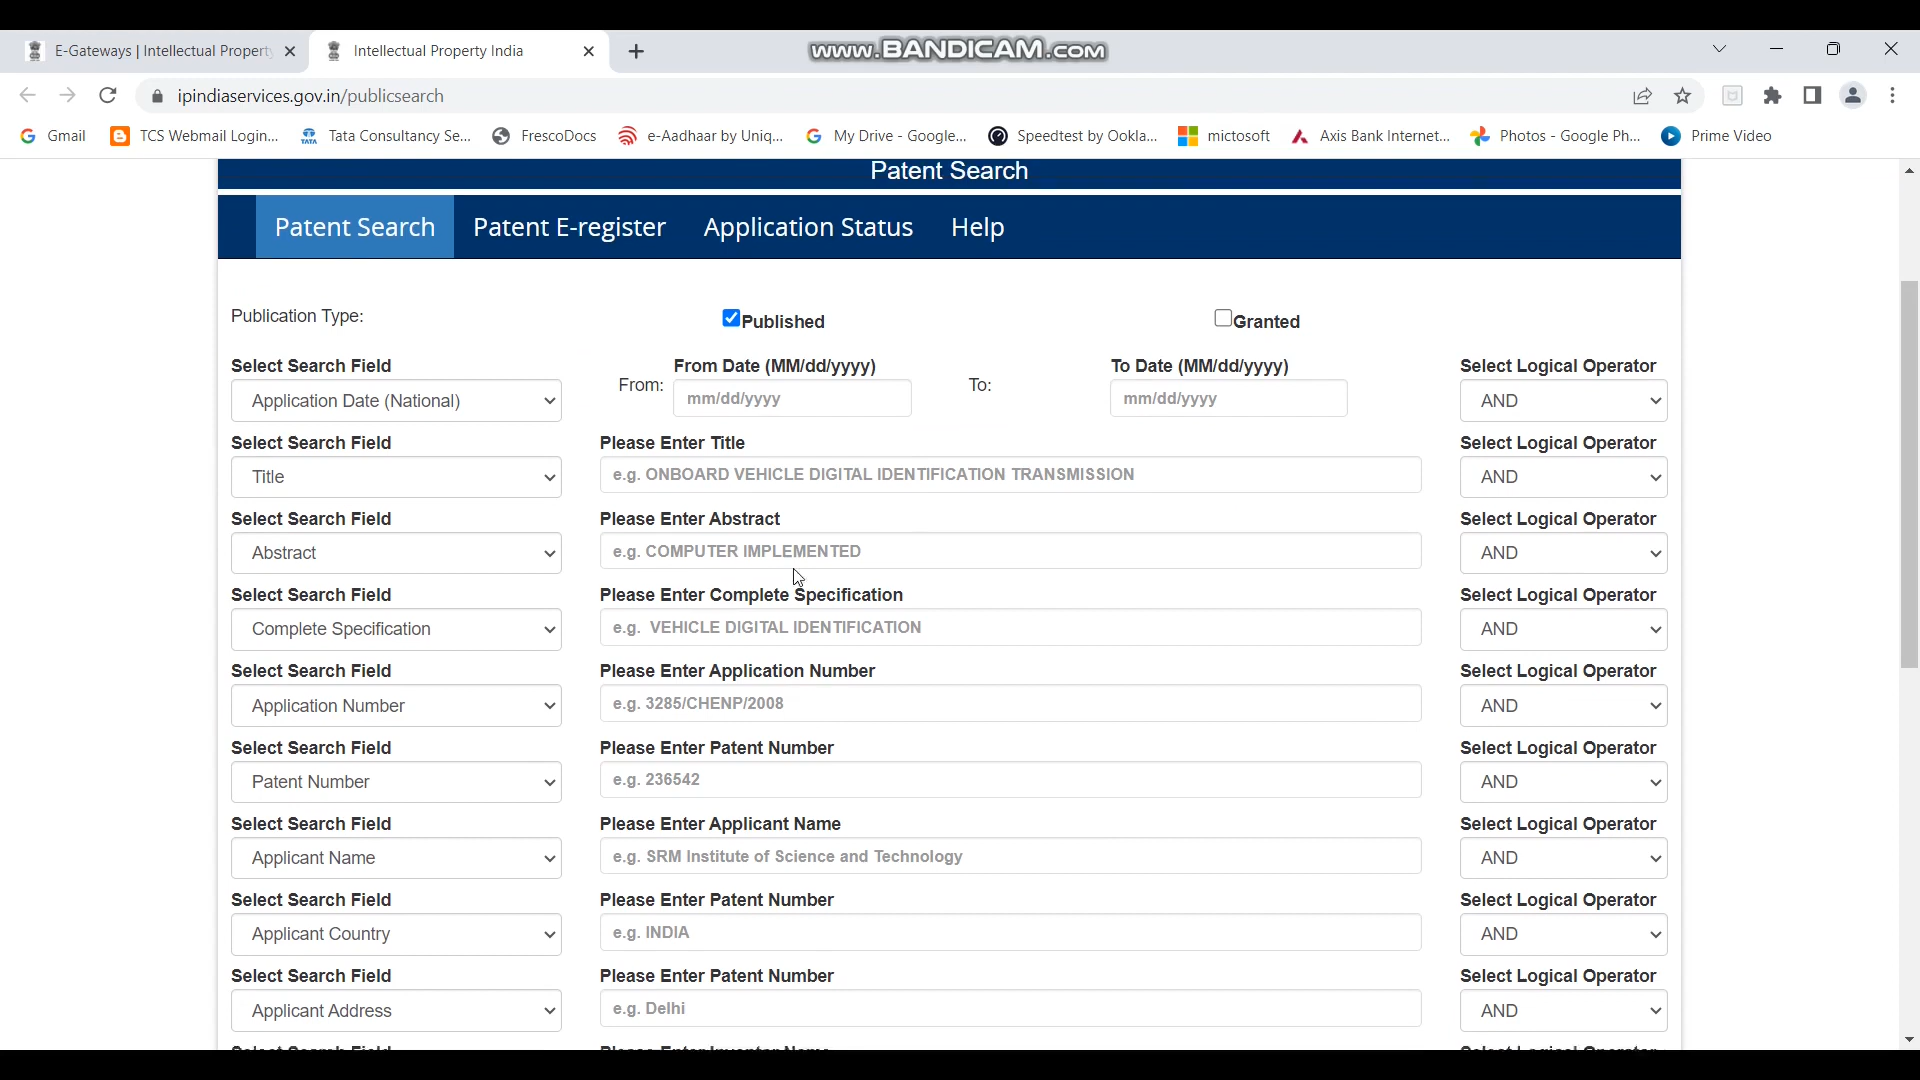 E-Gateways | Intellectual Property
Intellectual Property India
www.BANDICAM.com
ipindiaservices.gov.in/publicsearch
Gmail
TCS Webmail Login...
Tata Consultancy Se...
FrescoDocs
e-Aadhaar by Uniq...
My Drive - Google...
Speedtest by Ookla...
mictosoft
Axis Bank Internet...
Photos - Google Ph...
Prime Video
Patent Search
Patent Search Patent E-register Application Status Help
Publication Type: Published Granted
Select Search Field From Date (MM/dd/yyyy) To Date (MM/dd/yyyy) Select Logical Operator
Application Date (National) From: mm/dd/yyyy To: mm/dd/yyyy AND
Select Search Field Please Enter Title Select Logical Operator
Title e.g. ONBOARD VEHICLE DIGITAL IDENTIFICATION TRANSMISSION AND
Select Search Field Please Enter Abstract Select Logical Operator
Abstract e.g. COMPUTER IMPLEMENTED AND
Select Search Field Please Enter Complete Specification Select Logical Operator
Complete Specification e.g. VEHICLE DIGITAL IDENTIFICATION AND
Select Search Field Please Enter Application Number Select Logical Operator
Application Number e.g. 3285/CHENP/2008 AND
Select Search Field Please Enter Patent Number Select Logical Operator
Patent Number e.g. 236542 AND
Select Search Field Please Enter Applicant Name Select Logical Operator
Applicant Name e.g. SRM Institute of Science and Technology AND
Select Search Field Please Enter Patent Number Select Logical Operator
Applicant Country e.g. INDIA AND
Select Search Field Please Enter Patent Number Select Logical Operator
Applicant Address e.g. Delhi AND